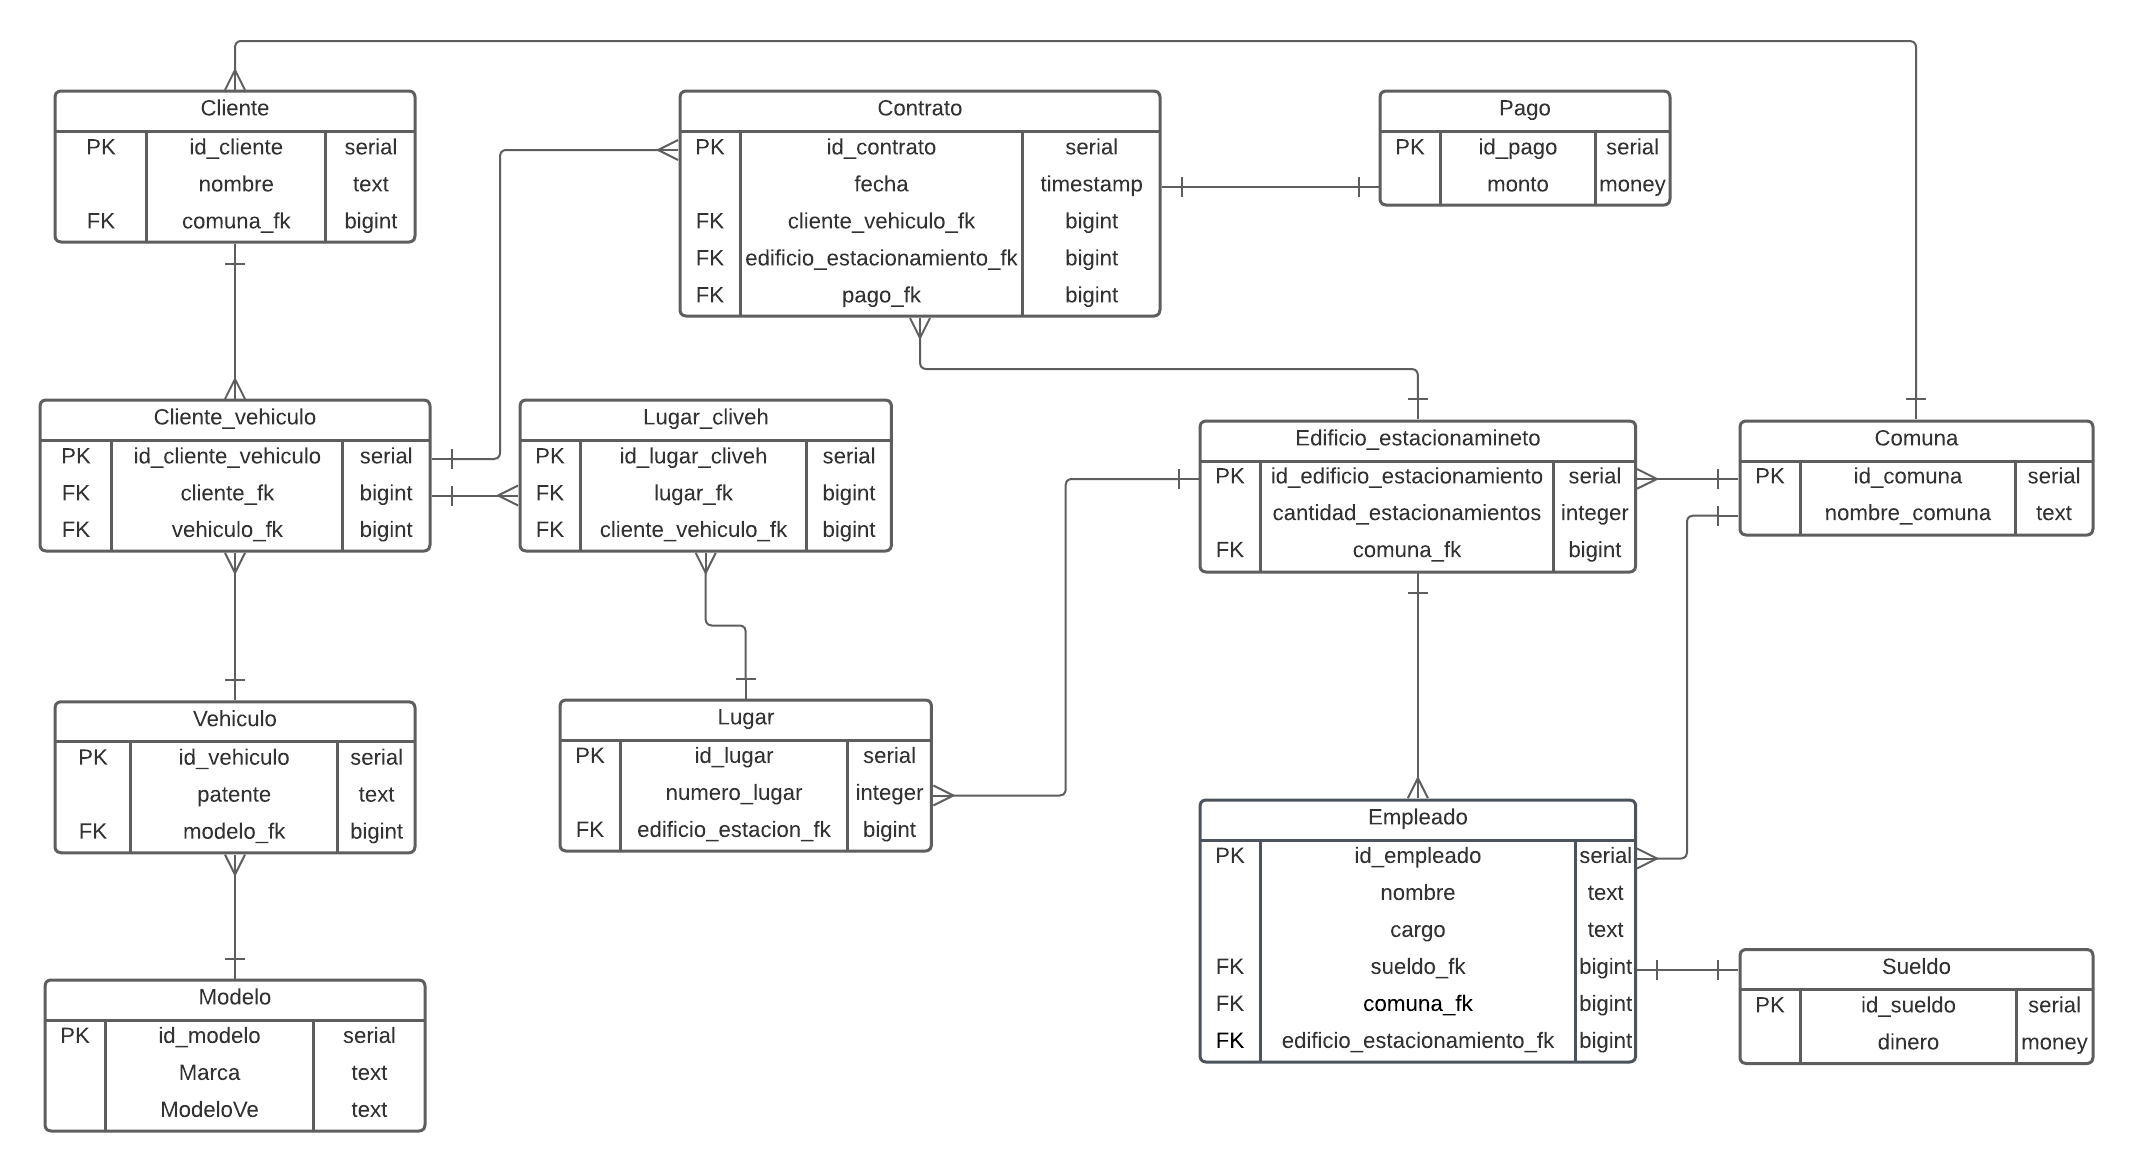 Cliente
PK id_cliente serial
nombre text
FK comuna_fk bigint
Contrato
PK id_contrato serial
fecha timestamp
FK cliente_vehiculo_fk bigint
FK edificio_estacionamiento_fk bigint
FK pago_fk bigint
Pago
PK id_pago serial
monto money
Cliente_vehiculo
PK id_cliente_vehiculo serial
FK cliente_fk bigint
FK vehiculo_fk bigint
Lugar_cliveh
PK id_lugar_cliveh serial
FK lugar_fk bigint
FK cliente_vehiculo_fk bigint
Edificio_estacionamineto
PK id_edificio_estacionamiento serial
cantidad_estacionamientos integer
FK comuna_fk bigint
Comuna
PK id_comuna serial
nombre_comuna text
Vehiculo
PK id_vehiculo serial
patente text
FK modelo_fk bigint
Lugar
PK id_lugar serial
numero_lugar integer
FK edificio_estacion_fk bigint
Empleado
PK id_empleado serial
nombre text
cargo text
FK sueldo_fk bigint
FK comuna_fk bigint
FK edificio_estacionamiento_fk bigint
Sueldo
PK id_sueldo serial
dinero money
Modelo
PK id_modelo serial
Marca text
ModeloVe text